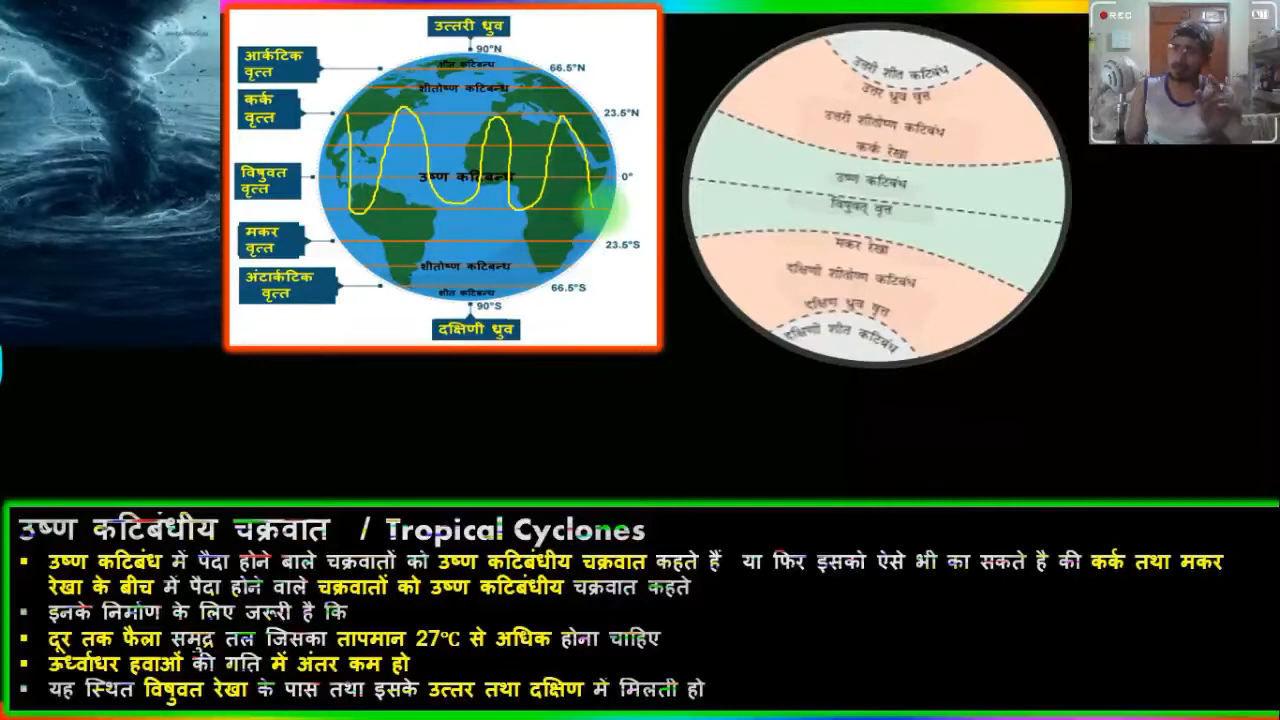 उत्तरी ध्रुव
90°N
आर्कटिक
वृत्त
शीत कटिबन्ध
66.5°N
शीतोष्ण कटिबन्ध
कर्क
वृत्त
23.5°N
विषुवत
वृत्त
उष्ण कटिबन्ध
0°
मकर
वृत्त
23.5°S
शीतोष्ण कटिबन्ध
अंटार्कटिक
वृत्त
66.5°S
शीत कटिबन्ध
90°S
दक्षिणी ध्रुव
उत्तरी शीत कटिबंध
उत्तर ध्रुव वृत्त
उत्तरी शीतोष्ण कटिबंध
कर्क रेखा
उष्ण कटिबंध
विषुवत् वृत्त
मकर रेखा
दक्षिणी शीतोष्ण कटिबंध
दक्षिण ध्रुव वृत्त
दक्षिणी शीत कटिबंध
REC
उष्ण कटिबंधीय चक्रवात / Tropical Cyclones
उष्ण कटिबंध में पैदा होने बाले चक्रवातों को उष्ण कटिबंधीय चक्रवात कहते हैं या फिर इसको ऐसे भी का सकते है की कर्क तथा मकर
रेखा के बीच में पैदा होने वाले चक्रवातों को उष्ण कटिबंधीय चक्रवात कहते
इनके निर्माण के लिए जरूरी है कि
दूर तक फैला समुद्र तल जिसका तापमान 27°C से अधिक होना चाहिए
ऊर्ध्वाधर हवाओं की गति में अंतर कम हो
यह स्थित विषुवत रेखा के पास तथा इसके उत्तर तथा दक्षिण में मिलती हो